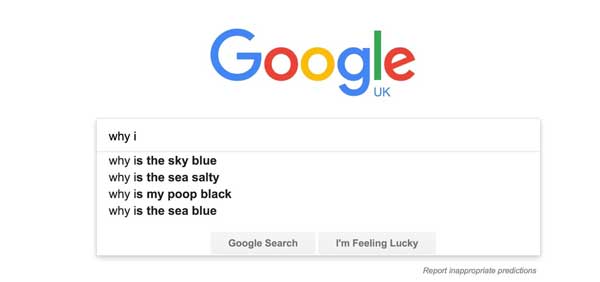 Google
UK
why i
why is the sky blue
why is the sea salty
why is my poop black
why is the sea blue
Google Search I'm Feeling Lucky
Report inappropriate predictions